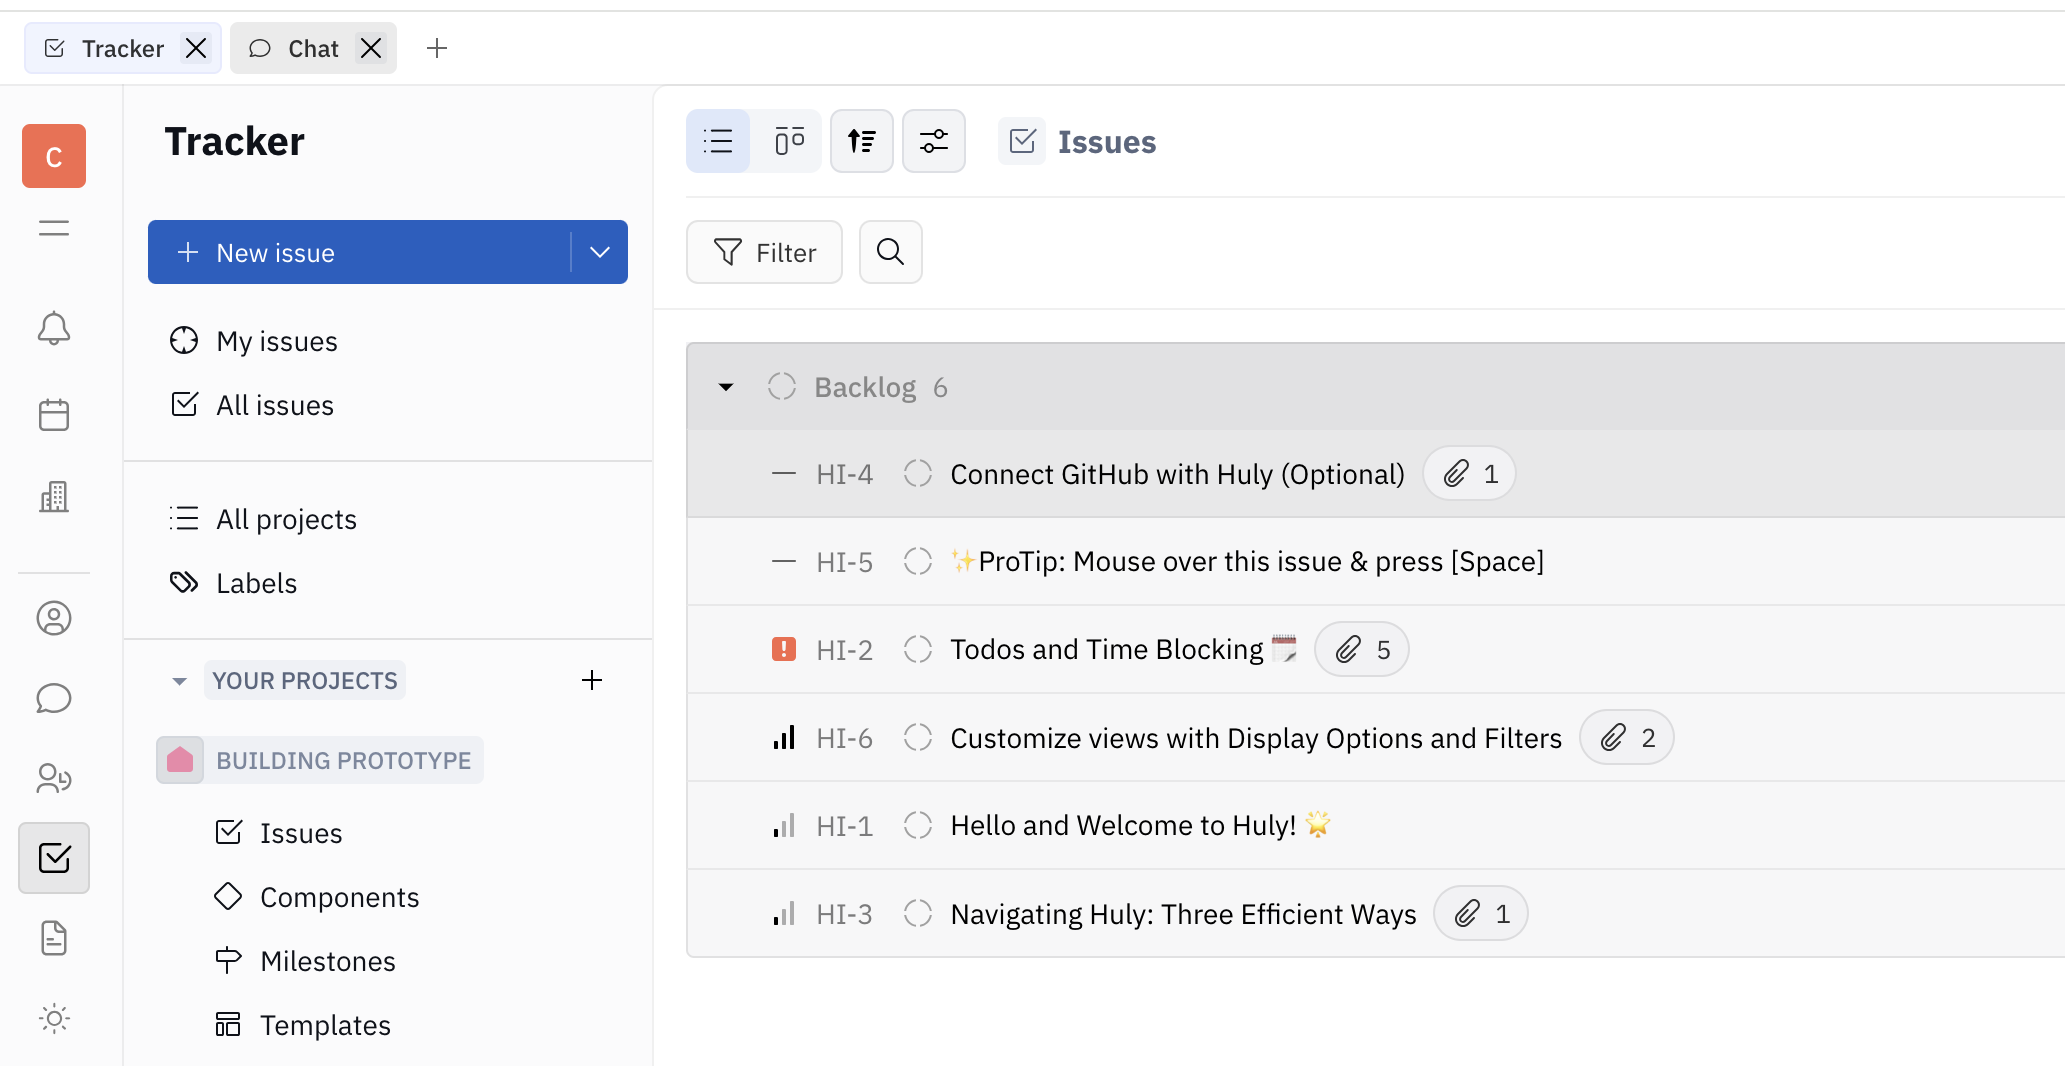 Tracker
Chat
C
Tracker
New issue
My issues
All issues
All projects
Labels
YOUR PROJECTS
BUILDING PROTOTYPE
Issues
Components
Milestones
Templates
Issues
Filter
Backlog 6
HI-4 Connect GitHub with Huly (Optional) 1
HI-5 ✨ProTip: Mouse over this issue & press [Space]
HI-2 Todos and Time Blocking 🗓️ 5
HI-6 Customize views with Display Options and Filters 2
HI-1 Hello and Welcome to Huly! 🌟
HI-3 Navigating Huly: Three Efficient Ways 1